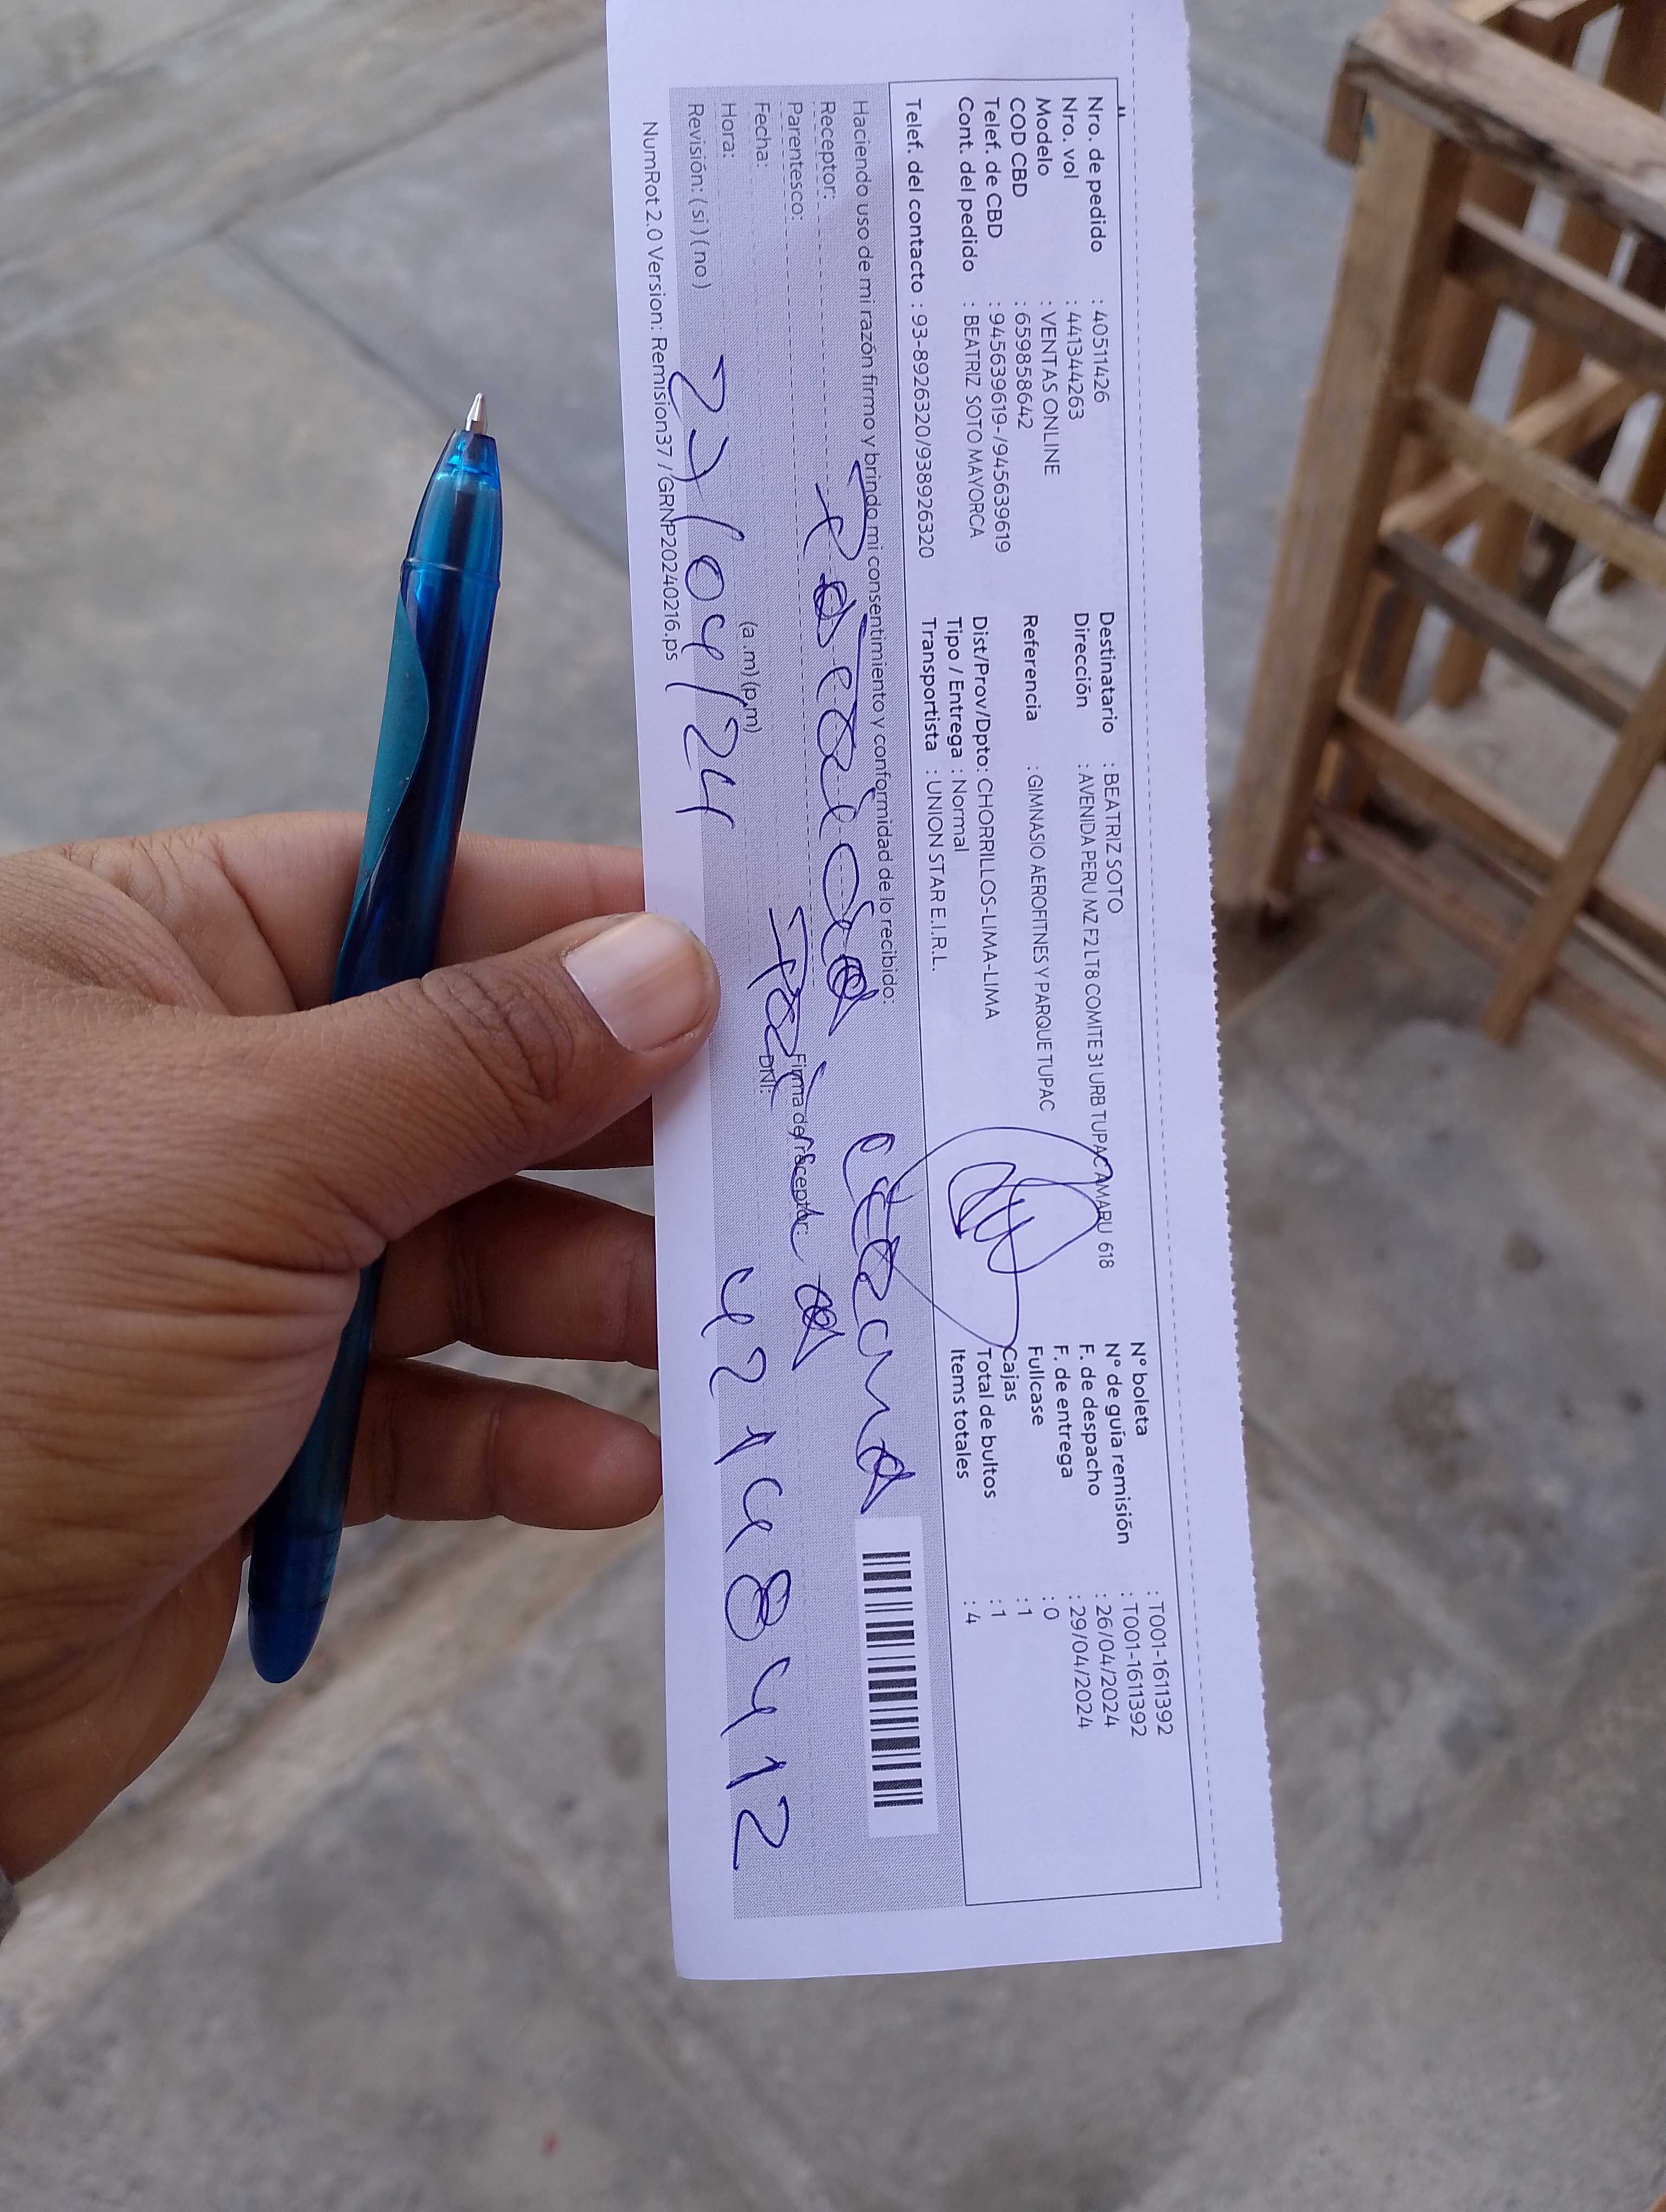 Nro. de pedido : 405111426
Nro. vol : 441344263
Modelo : VENTAS ONLINE
COD CBD : 659858642
Telef. de CBD : 945639619-/945639619
Cont. del pedido : BEATRIZ SOTO MAYORCA
Telef. del contacto : 93-8926320/938926320
Destinatario : BEATRIZ SOTO
Dirección : AVENIDA PERU MZ F2 LT8 COMITE 31 URB TUPAC AMARU 618
Referencia : GIMNASIO AEROFITNES Y PARQUE TUPAC
Dist/Prov/Dpto: CHORRILLOS-LIMA-LIMA
Tipo / Entrega : Normal
Transportista : UNION STAR E.I.R.L.
N° boleta : T001-1611392
N° de guía remisión : T001-1611392
F. de despacho : 26/04/2024
F. de entrega : 29/04/2024
Fullcase : 0
Cajas : 1
Total de bultos : 1
Items totales : 4
Haciendo uso de mi razón firmo y brindo mi consentimiento y conformidad de lo recibido:
Receptor:
Parentesco:
Firma del receptor:
Fecha:
DNI: 42148412
Hora: (a.m) (p.m)
Revisión: (si) (no) 27/04/24
NumRot 2.0 Version: Remision37 /GRNP20240216.ps